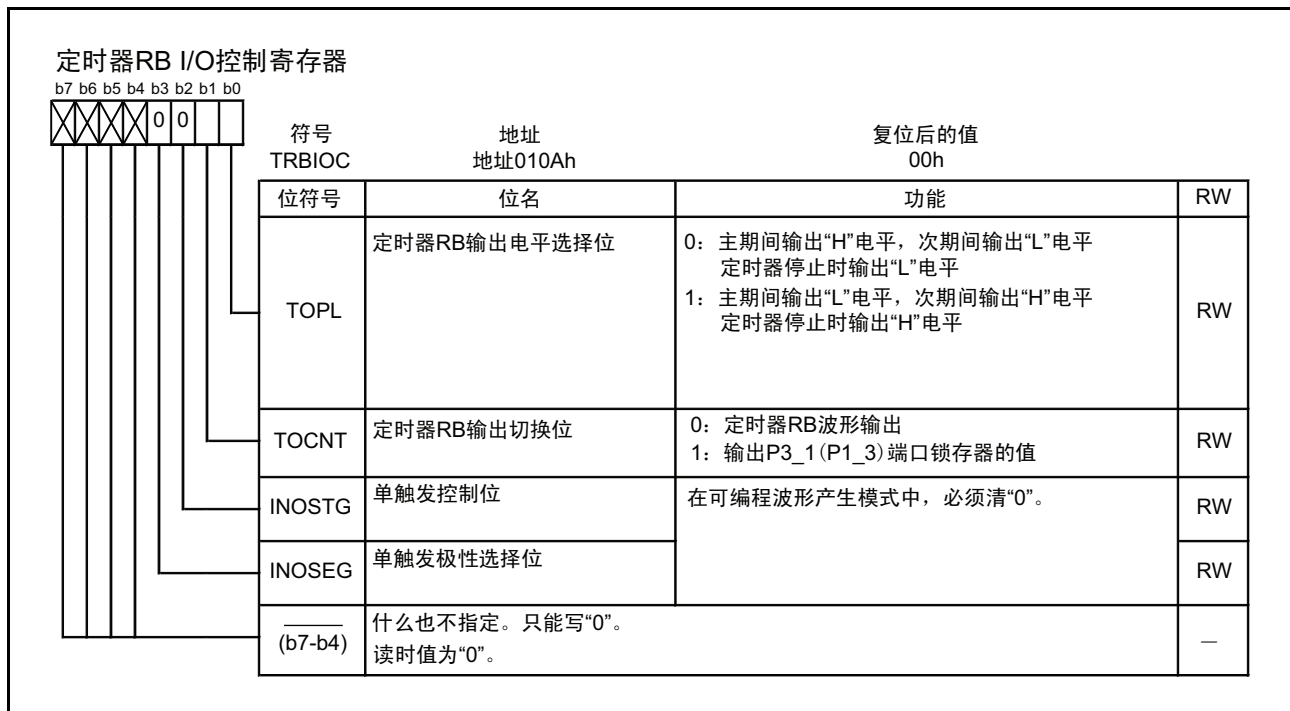 定时器RB I/O控制寄存器
b7 b6 b5 b4 b3 b2 b1 b0
0 0
符号 地址 复位后的值
TRBIOC 地址010Ah 00h
位符号 位名 功能 RW
TOPL 定时器RB输出电平选择位 RW
0：主期间输出“H”电平，次期间输出“L”电平
定时器停止时输出“L”电平
1：主期间输出“L”电平，次期间输出“H”电平
定时器停止时输出“H”电平
TOCNT 定时器RB输出切换位 RW
0：定时器RB波形输出
1：输出P3_1(P1_3)端口锁存器的值
INOSTG 单触发控制位 在可编程波形产生模式中，必须清“0”。 RW
INOSEG 单触发极性选择位 RW
(b7-b4) 什么也不指定。只能写“0”。 —
读时值为“0”。